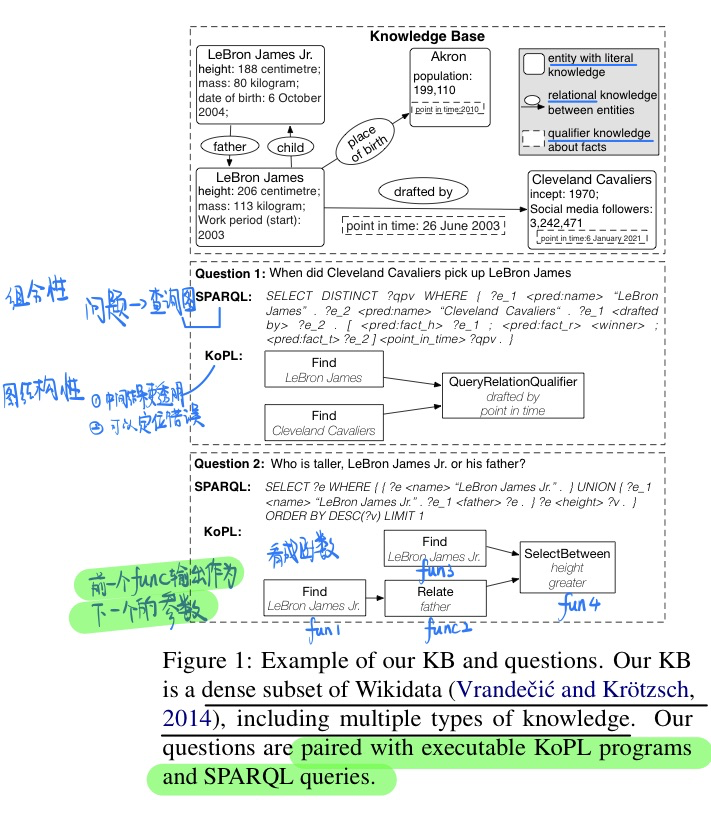 Knowledge Base
LeBron James Jr.
height: 188 centimetre;
mass: 80 kilogram;
date of birth: 6 October
2004;
Akron
population:
199,110
point in time:2010
entity with literal
knowledge
relational knowledge
between entities
qualifier knowledge
about facts
father
child
place
of birth
LeBron James
height: 206 centimetre;
mass: 113 kilogram;
Work period (start):
2003
drafted by
point in time: 26 June 2003
Cleveland Cavaliers
incept: 1970;
Social media followers:
3,242,471
point in time:6 January 2021
Question 1: When did Cleveland Cavaliers pick up LeBron James
组合性
问题→查询图
SPARQL: SELECT DISTINCT ?qpv WHERE { ?e_1 <pred:name> “LeBron
James” . ?e_2 <pred:name> “Cleveland Cavaliers“ . ?e_1 <drafted
by> ?e_2 . [ <pred:fact_h> ?e_1 ; <pred:fact_r> <winner> ;
<pred:fact_t> ?e_2 ] <point_in_time> ?qpv . }
KoPL:
Find
LeBron James
QueryRelationQualifier
drafted by
point in time
Find
Cleveland Cavaliers
图结构性
① 中间结果透明
② 可以定位错误
Question 2: Who is taller, LeBron James Jr. or his father?
SPARQL: SELECT ?e WHERE { { ?e <name> “LeBron James Jr.” . } UNION { ?e_1
<name> “LeBron James Jr.” . ?e_1 <father> ?e . } ?e <height> ?v . }
ORDER BY DESC(?v) LIMIT 1
KoPL:
看成函数
Find
LeBron James Jr.
fun3
SelectBetween
height
greater
fun4
Find
LeBron James Jr.
fun1
Relate
father
func2
前一个func输出作为
下一个的参数
Figure 1: Example of our KB and questions. Our KB
is a dense subset of Wikidata (Vrandečić and Krötzsch,
2014), including multiple types of knowledge. Our
questions are paired with executable KoPL programs
and SPARQL queries.